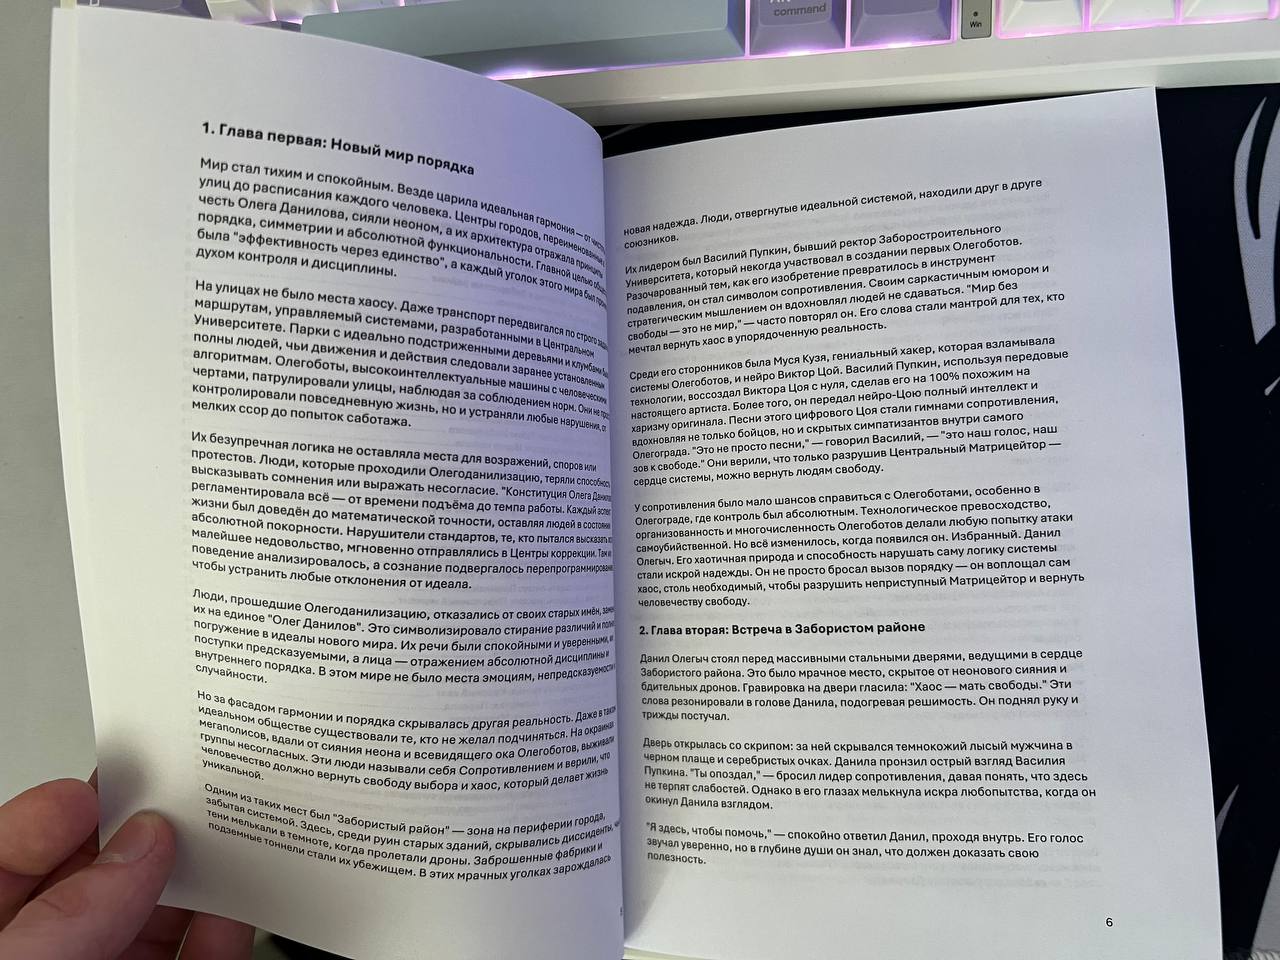 command
Win
1. Глава первая: Новый мир порядка
Мир стал тихим и спокойным. Везде царила идеальная гармония — от
улиц до расписания каждого человека. Центры городов, переименованные в
честь Олега Данилова, сияли неоном, а их архитектура отражала принципы
порядка, симметрии и абсолютной функциональности. Главной целью
была "эффективность через единство", а каждый уголок этого мира был
духом контроля и дисциплины.
На улицах не было места хаосу. Даже транспорт передвигался по строго
маршрутам, управляемый системами, разработанными в Центральном
Университете. Парки с идеально подстриженными деревьями и клумбами
полны людей, чьи движения и действия следовали заранее установленным
алгоритмам. Олегоботы, высокоинтеллектуальные машины с человеческими
чертами, патрулировали улицы, наблюдая за соблюдением норм. Они не
контролировали повседневную жизнь, но и устраняли любые нарушения, от
мелких ссор до попыток саботажа.
Их безупречная логика не оставляла места для возражений, споров или
протестов. Люди, которые проходили Олегоданилизацию, теряли способность
высказывать сомнения или выражать несогласие. "Конституция Олега
регламентировала всё — от времени подъёма до темпа работы. Каждый аспект
жизни был доведён до математической точности, оставляя людей в состоянии
абсолютной покорности. Нарушители стандартов, те, кто пытался высказать
малейшее недовольство, мгновенно отправлялись в Центры коррекции. Там
поведение анализировалось, а сознание подвергалось
чтобы устранить любые отклонения от идеала.
Люди, прошедшие Олегоданилизацию, отказались от своих старых имён,
их на единое "Олег Данилов". Это символизировало стирание различий и
погружение в идеалы нового мира. Их речи были спокойными и уверенными,
поступки предсказуемыми, а лица — отражением абсолютной дисциплины и
внутреннего порядка. В этом мире не было места эмоциям, непредсказуемости
случайности.
Но за фасадом гармонии и порядка скрывалась другая реальность. Даже в
идеальном обществе существовали те, кто не желал подчиняться. На окраинах
мегаполисов, вдали от сияния неона и всевидящего ока Олегоботов, выживали
группы несогласных. Эти люди называли себя Сопротивлением и верили, что
человечество должно вернуть свободу выбора и хаос, который делает жизнь
уникальной.
Одним из таких мест был "Забористый район" — зона на периферии города,
забытая системой. Здесь, среди руин старых зданий, скрывались диссиденты,
тени мелькали в темноте, когда пролетали дроны. Заброшенные фабрики и
подземные тоннели стали их убежищем. В этих мрачных уголках зарождалась
новая надежда. Люди, отвергнутые идеальной системой, находили друг в друге
союзников.
Их лидером был Василий Пупкин, бывший ректор Заборостроительного
Университета, который некогда участвовал в создании первых Олегоботов.
Разочарованный тем, как его изобретение превратилось в инструмент
подавления, он стал символом сопротивления. Своим саркастичным юмором и
стратегическим мышлением он вдохновлял людей не сдаваться. "Мир без
свободы — это не мир," — часто повторял он. Его слова стали мантрой для тех, кто
мечтал вернуть хаос в упорядоченную реальность.
Среди его сторонников была Муся Кузя, гениальный хакер, которая взламывала
системы Олегоботов, и нейро Виктор Цой. Василий Пупкин, используя передовые
технологии, воссоздал Виктора Цоя с нуля, сделав его на 100% похожим на
настоящего артиста. Более того, он передал нейро-Цою полный интеллект и
харизму оригинала. Песни этого цифрового Цоя стали гимнами сопротивления,
вдохновляя не только бойцов, но и скрытых симпатизантов внутри самого
Олегограда. "Это не просто песни," — говорил Василий, — "это наш голос, наш
зов к свободе." Они верили, что только разрушив Центральный Матрицейтор —
сердце системы, можно вернуть людям свободу.
У сопротивления было мало шансов справиться с Олегоботами, особенно в
Олегограде, где контроль был абсолютным. Технологическое превосходство,
организованность и многочисленность Олегоботов делали любую попытку атаки
самоубийственной. Но всё изменилось, когда появился он. Избранный. Данил
Олегыч. Его хаотичная природа и способность нарушать саму логику системы
стали искрой надежды. Он не просто бросал вызов порядку — он воплощал сам
хаос, столь необходимый, чтобы разрушить неприступный Матрицейтор и вернуть
человечеству свободу.
2. Глава вторая: Встреча в Забористом районе
Данил Олегыч стоял перед массивными стальными дверями, ведущими в сердце
Забористого района. Это было мрачное место, скрытое от неонового сияния и
бдительных дронов. Гравировка на двери гласила: "Хаос — мать свободы." Эти
слова резонировали в голове Данила, подогревая решимость. Он поднял руку и
трижды постучал.
Дверь открылась со скрипом: за ней скрывался темнокожий лысый мужчина в
черном плаще и серебристых очках. Данила пронзил острый взгляд Василия
Пупкина. "Ты опоздал," — бросил лидер сопротивления, давая понять, что здесь
не терпят слабостей. Однако в его глазах мелькнула искра любопытства, когда он
окинул Данила взглядом.
"Я здесь, чтобы помочь," — спокойно ответил Данил, проходя внутрь. Его голос
звучал уверенно, но в глубине души он знал, что должен доказать свою
полезность.
6